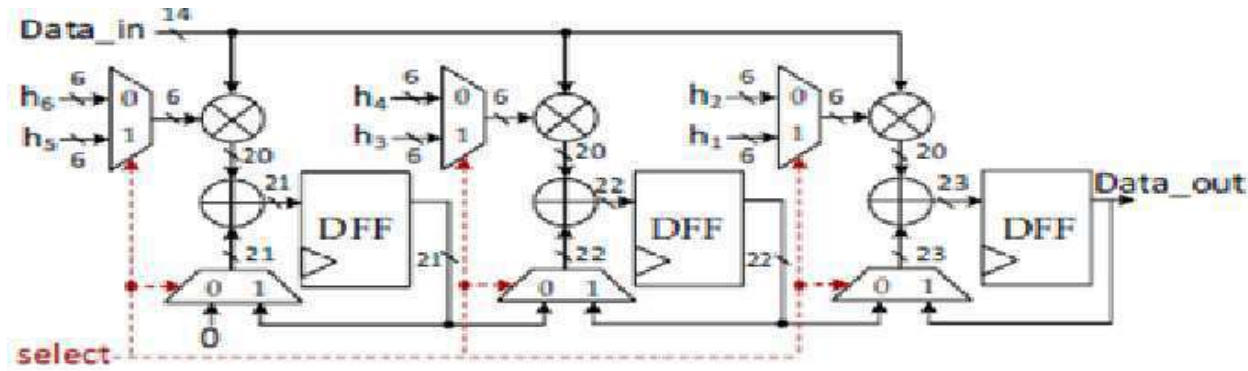 14
Data_in
6 6 6
h₆ 0 6 h₄ 0 6 h₂ 0 6
h₅ 1 h₃ 1 h₁ 1
6 6 6
20 20 20
21 22 23 Data_out
DFF DFF DFF
21 21 22 22 23
0 1 0 1 0 1
0
select